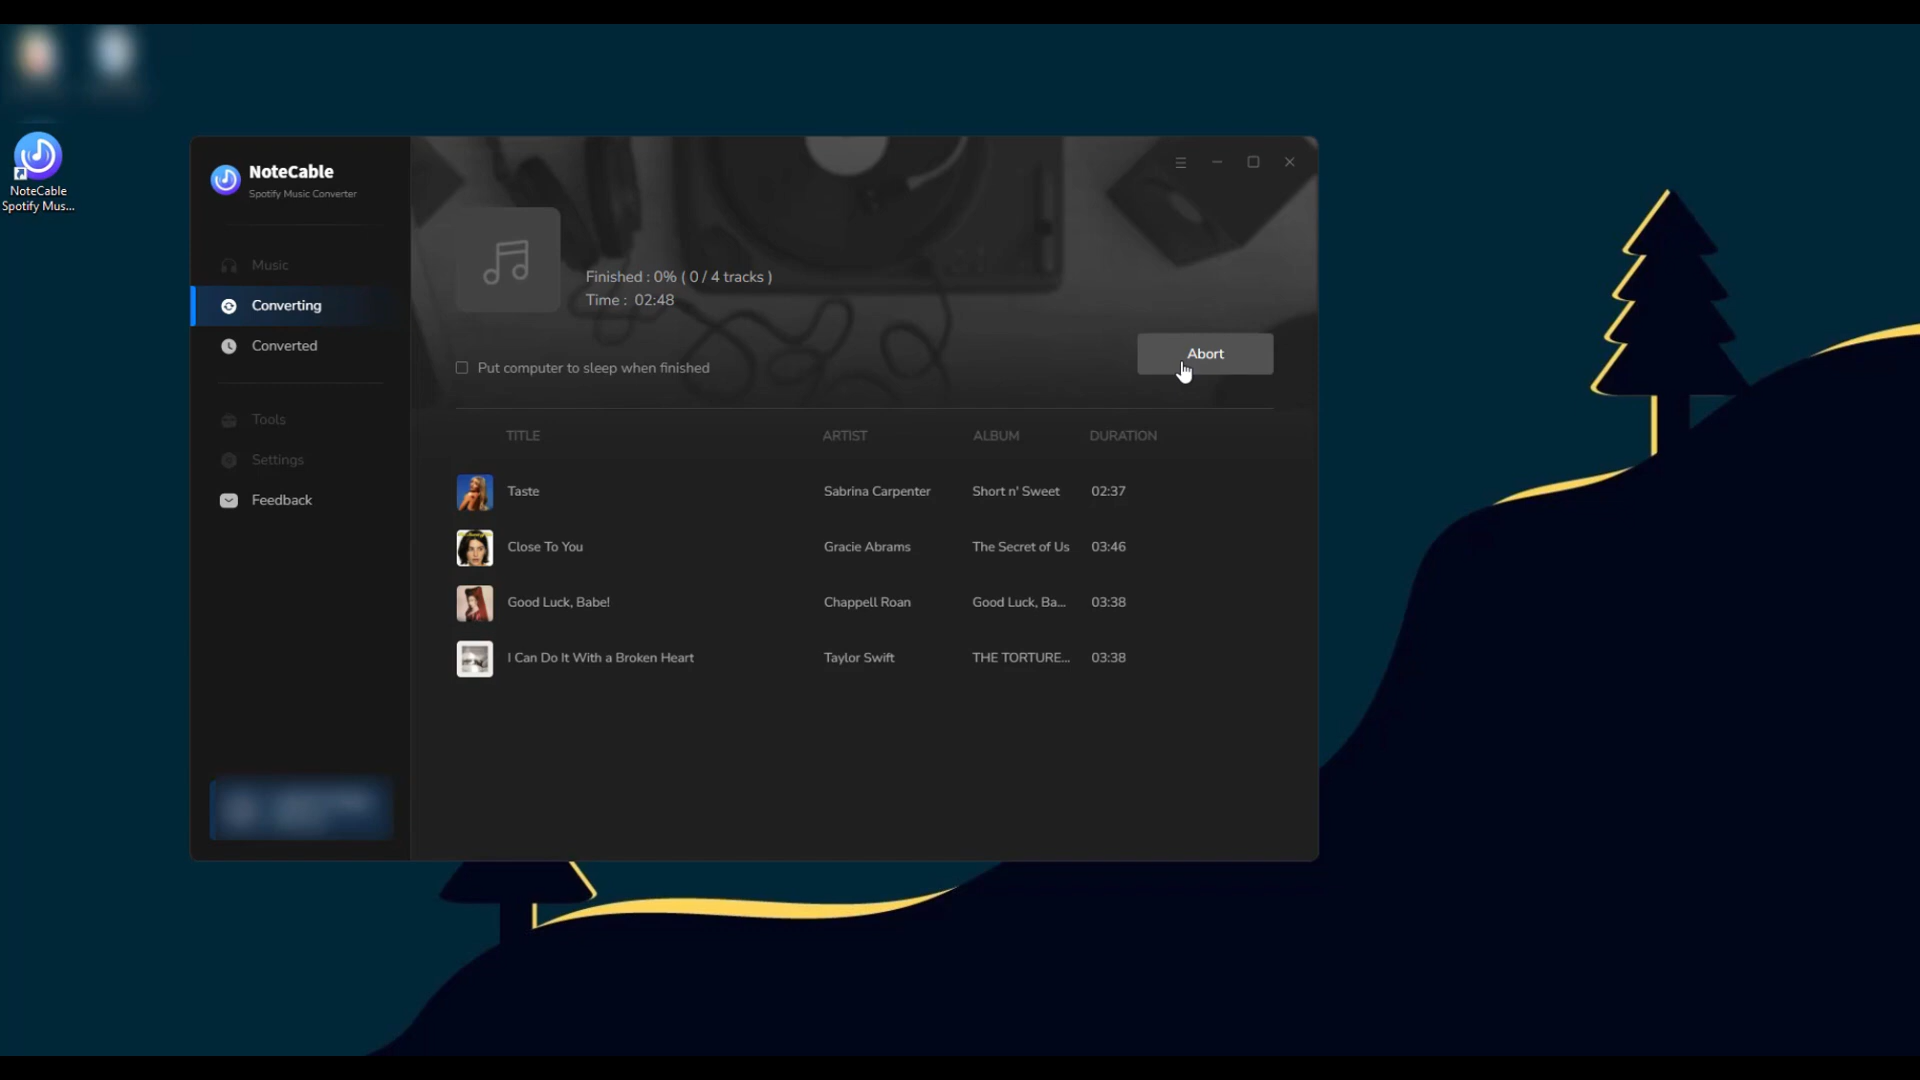 NoteCable
Spotify Mus...
NoteCable
Spotify Music Converter
Music
Converting
Converted
Tools
Settings
Feedback
Finished : 0% ( 0 / 4 tracks )
Time : 02:48
Put computer to sleep when finished
Abort
TITLE ARTIST ALBUM DURATION
Taste Sabrina Carpenter Short n' Sweet 02:37
Close To You Gracie Abrams The Secret of Us 03:46
Good Luck, Babe! Chappell Roan Good Luck, Ba... 03:38
I Can Do It With a Broken Heart Taylor Swift THE TORTURE... 03:38